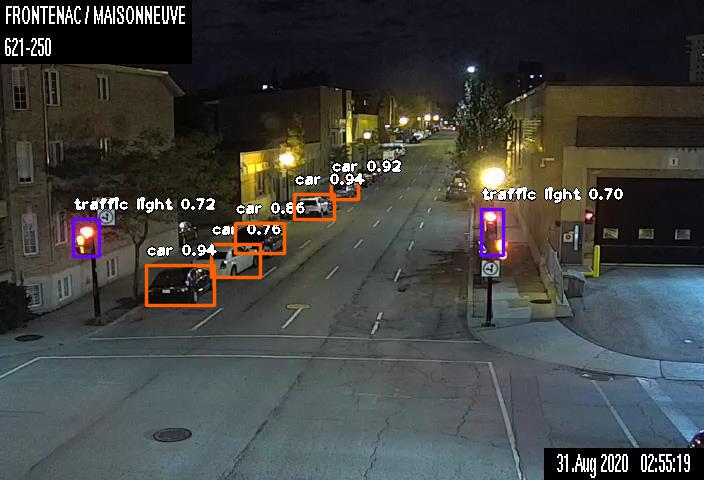 FRONTENAC / MAISONNEUVE
621-250
car 0.92
car 0.94
traffic light 0.70
traffic light 0.72
car 0.86
car 0.76
car 0.94
31.Aug 2020 02:55:19